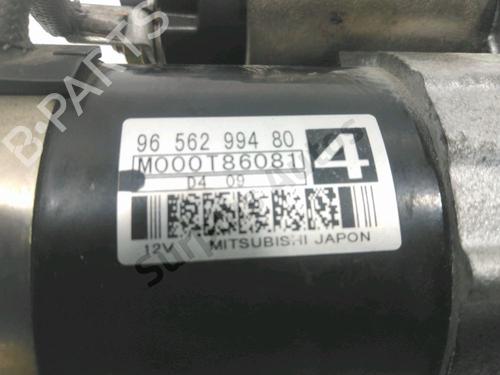 B-PARTS
96 562 994 80
M000T86081
4
D4 09
12V MITSUBISHI JAPON